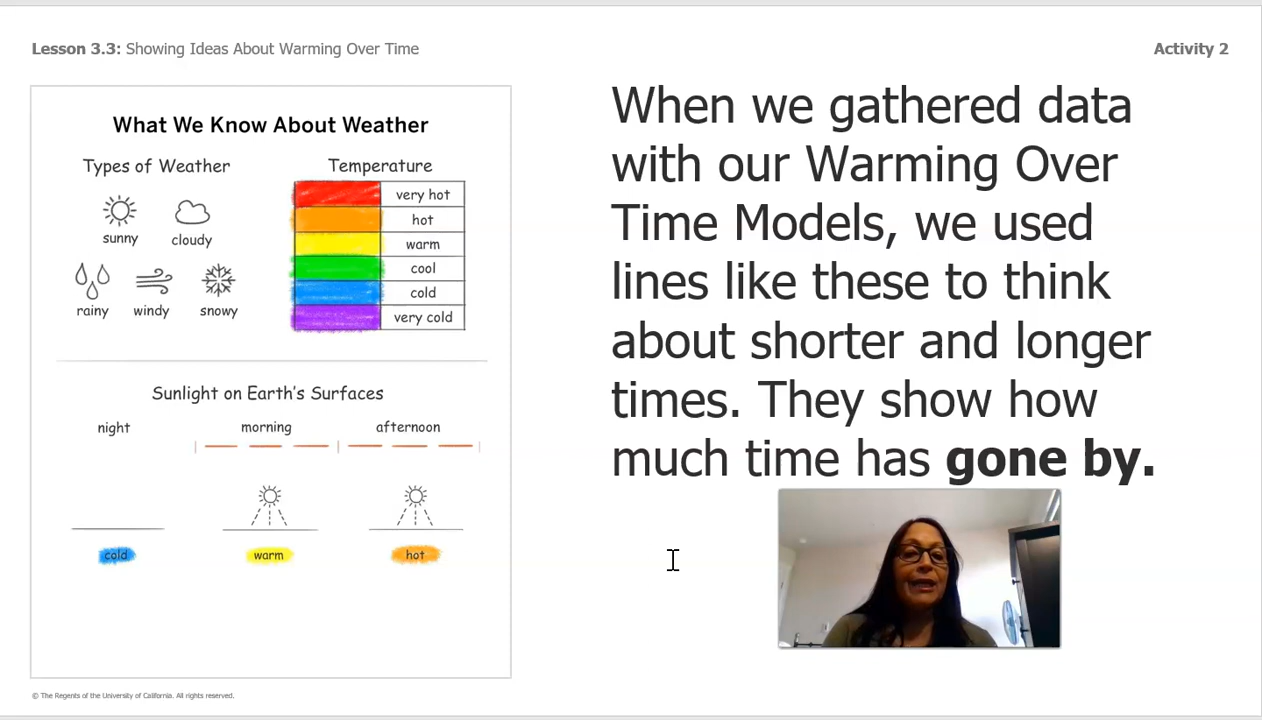 Lesson 3.3: Showing Ideas About Warming Over Time
Activity 2
What We Know About Weather
Types of Weather
Temperature
sunny
cloudy
rainy
windy
snowy
very hot
hot
warm
cool
cold
very cold
Sunlight on Earth's Surfaces
night
morning
afternoon
cold
warm
hot
When we gathered data
with our Warming Over
Time Models, we used
lines like these to think
about shorter and longer
times. They show how
much time has gone by.
© The Regents of the University of California. All rights reserved.